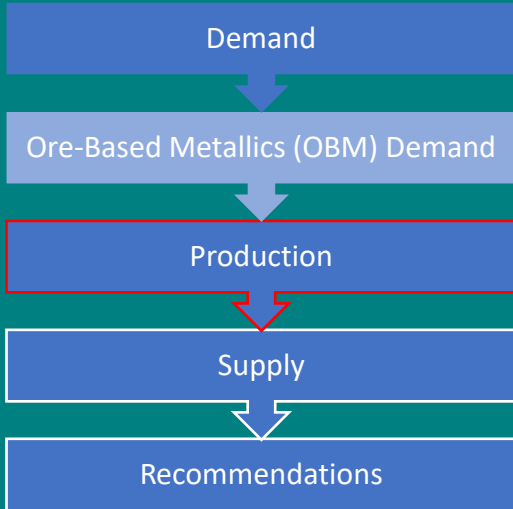 Demand
Ore-Based Metallics (OBM) Demand
Production
Supply
Recommendations